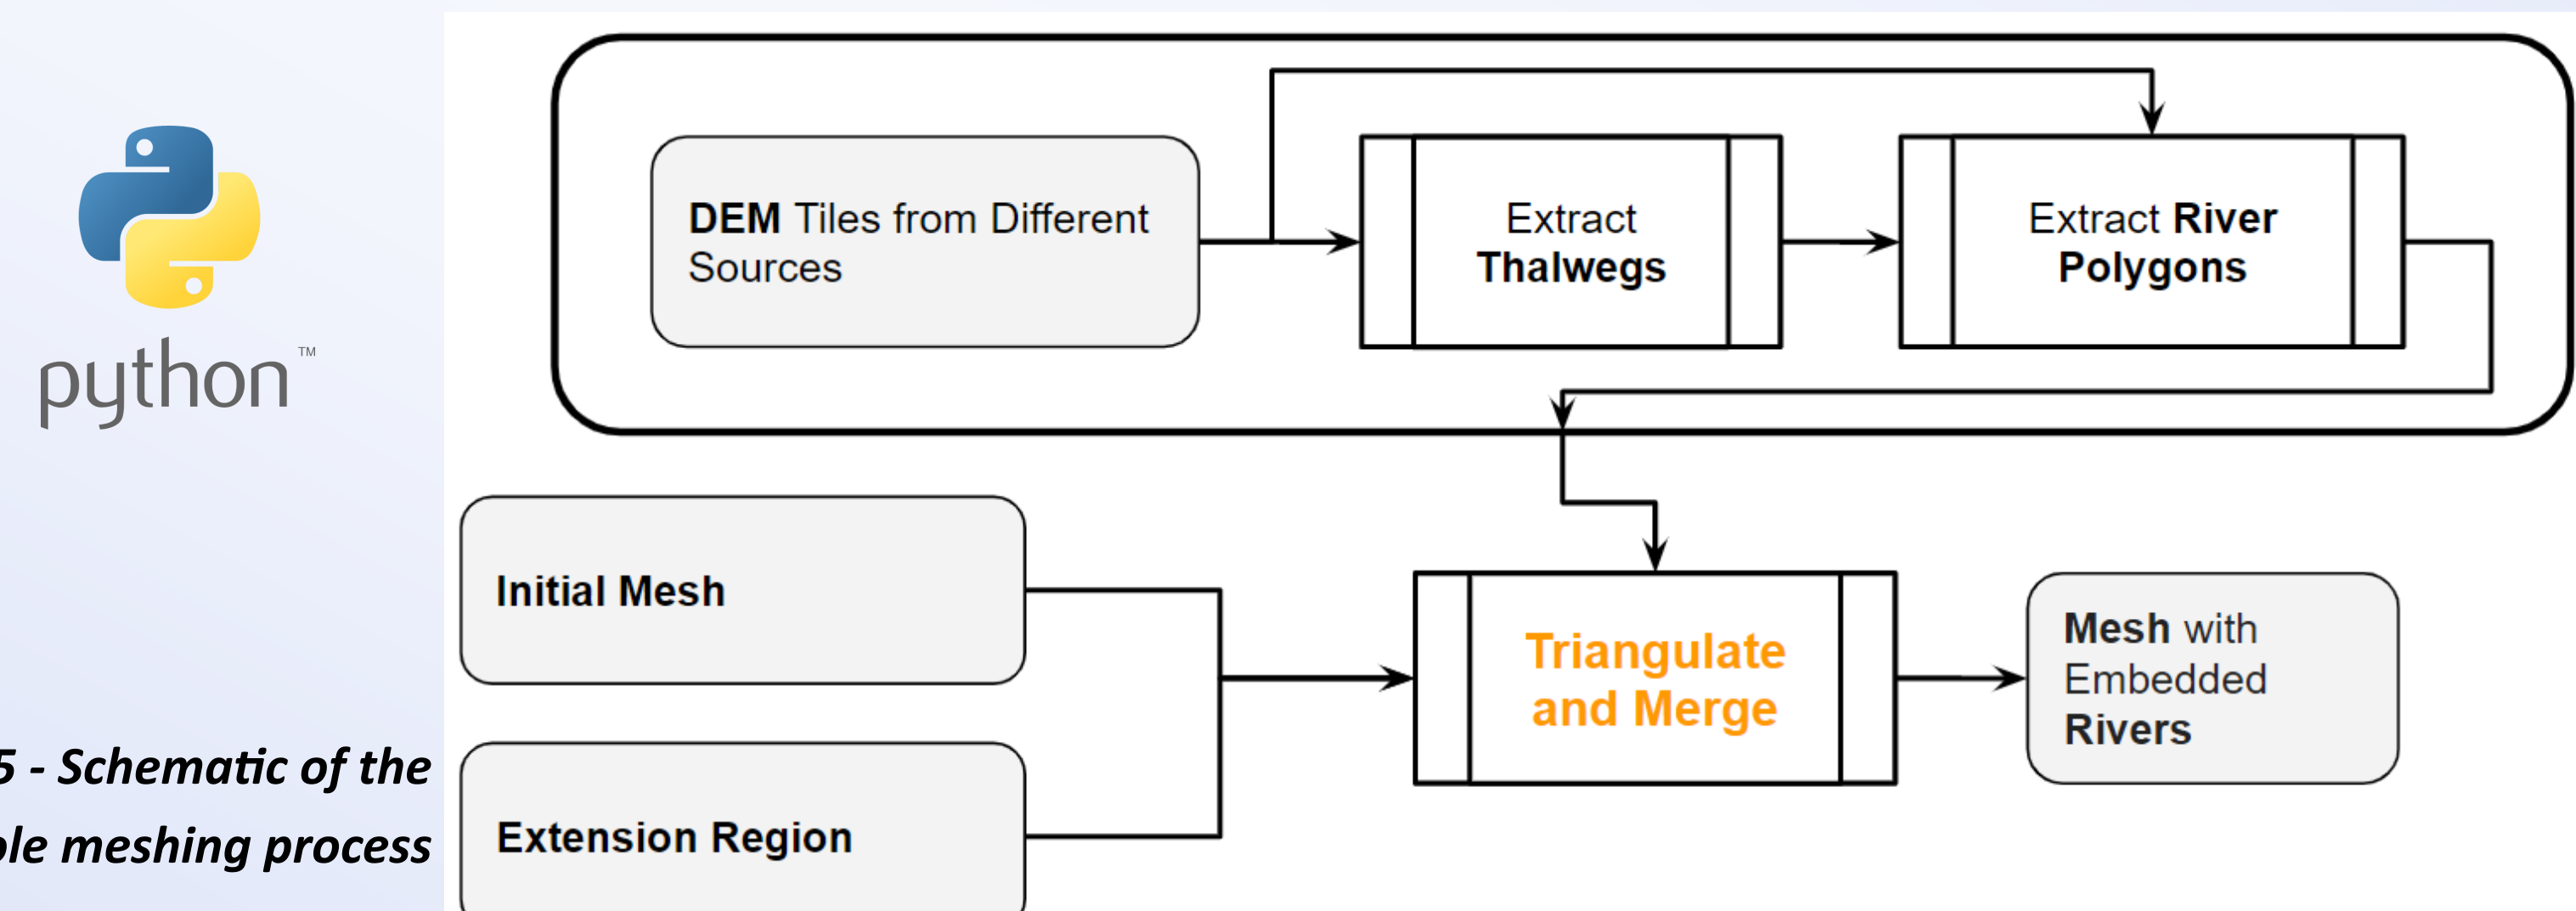 python™
DEM Tiles from Different
Sources
Extract
Thalwegs
Extract River
Polygons
Initial Mesh
Extension Region
Triangulate
and Merge
Mesh with
Embedded
Rivers
5 - Schematic of the
meshing process